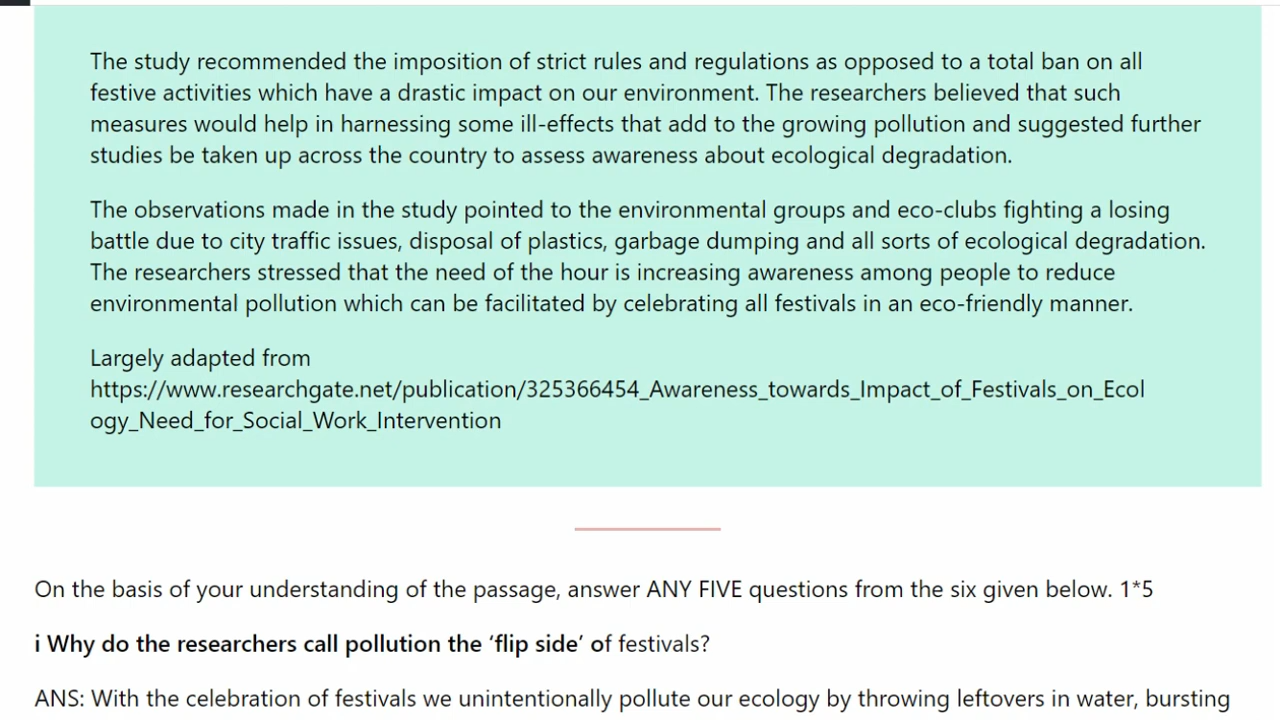 The study recommended the imposition of strict rules and regulations as opposed to a total ban on all
festive activities which have a drastic impact on our environment. The researchers believed that such
measures would help in harnessing some ill-effects that add to the growing pollution and suggested further
studies be taken up across the country to assess awareness about ecological degradation.
The observations made in the study pointed to the environmental groups and eco-clubs fighting a losing
battle due to city traffic issues, disposal of plastics, garbage dumping and all sorts of ecological degradation.
The researchers stressed that the need of the hour is increasing awareness among people to reduce
environmental pollution which can be facilitated by celebrating all festivals in an eco-friendly manner.
Largely adapted from
https://www.researchgate.net/publication/325366454_Awareness_towards_Impact_of_Festivals_on_Ecol
ogy_Need_for_Social_Work_Intervention
On the basis of your understanding of the passage, answer ANY FIVE questions from the six given below. 1*5
i Why do the researchers call pollution the ‘flip side’ of festivals?
ANS: With the celebration of festivals we unintentionally pollute our ecology by throwing leftovers in water, bursting